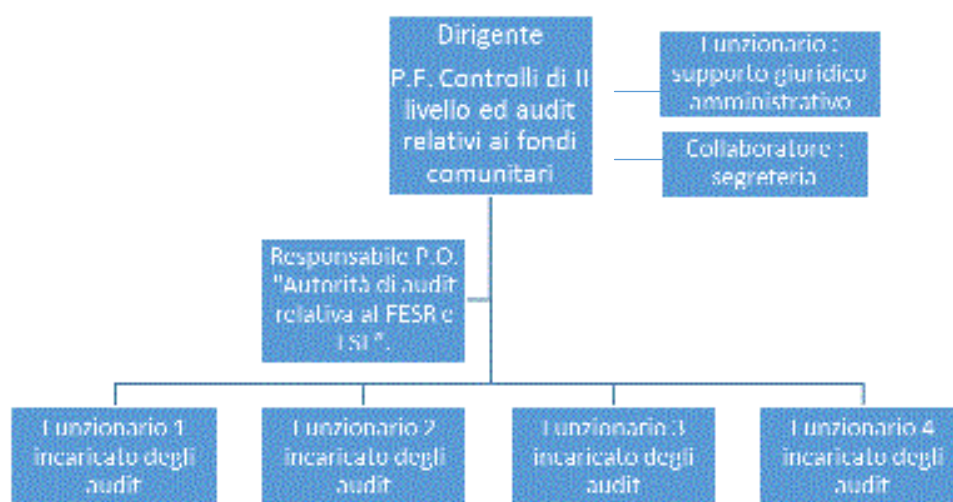 Dirigente
P.F. Controlli di II
livello ed audit
relativi ai fondi
comunitari
Funzionario :
supporto giuridico
amministrativo
Collaboratore :
segreteria
Responsabile P.O.
"Autorità di audit
relativa al FESR e
FSE".
Funzionario 1
incaricato degli
audit
Funzionario 2
incaricato degli
audit
Funzionario 3
incaricato degli
audit
Funzionario 4
incaricato degli
audit